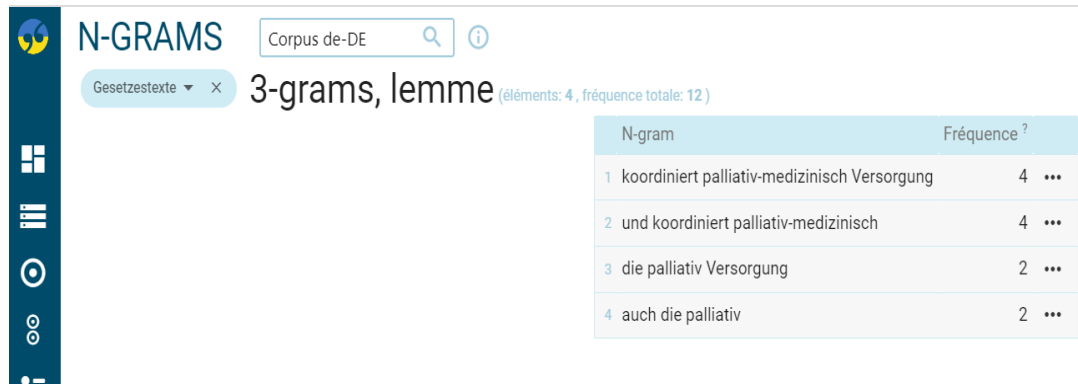 N-GRAMS Corpus de-DE
Gesetzestexte 3-grams, lemme (éléments: 4 , fréquence totale: 12 )
N-gram Fréquence ?
1 koordiniert palliativ-medizinisch Versorgung 4 •••
2 und koordiniert palliativ-medizinisch 4 •••
3 die palliativ Versorgung 2 •••
4 auch die palliativ 2 •••